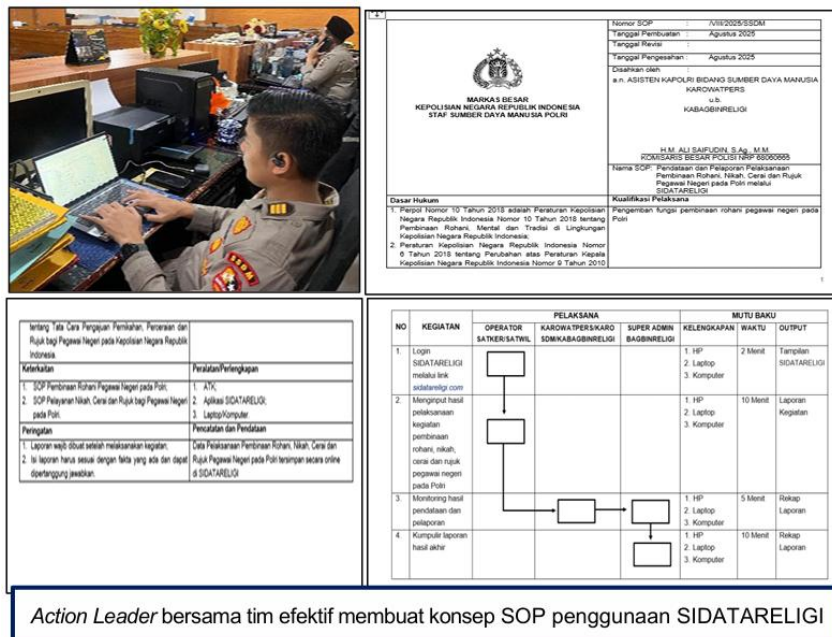 Nomor SOP : /VIII/2025/SSDM
Tanggal Pembuatan : Agustus 2025
Tanggal Revisi :
Tanggal Pengesahan : Agustus 2025
Disahkan oleh :
a.n. ASISTEN KAPOLRI BIDANG SUMBER DAYA MANUSIA
KAROWATPERS
u.b.
KABAGBINRELIGI
H.M. ALI SAIFUDIN, S.Ag., M.M.
KOMISARIS BESAR POLISI NRP 68060665
MARKAS BESAR
KEPOLISIAN NEGARA REPUBLIK INDONESIA
STAF SUMBER DAYA MANUSIA POLRI
Nama SOP: Pendataan dan Pelaporan Pelaksanaan
Pembinaan Rohani, Nikah, Cerai dan Rujuk
Pegawai Negeri pada Polri melalui
SIDATARELIGI
Dasar Hukum
1. Perpol Nomor 10 Tahun 2018 adalah Peraturan Kepolisian
Negara Republik Indonesia Nomor 10 Tahun 2018 tentang
Pembinaan Rohani, Mental dan Tradisi di Lingkungan
Kepolisian Negara Republik Indonesia;
2. Peraturan Kepolisian Negara Republik Indonesia Nomor
6 Tahun 2018 tentang Perubahan atas Peraturan Kepala
Kepolisian Negara Republik Indonesia Nomor 9 Tahun 2010
Kualifikasi Pelaksana
Pengemban fungsi pembinaan rohani pegawai negeri pada
Polri
1
SSDM
tentang Tata Cara Pengajuan Pernikahan, Perceraian dan
Rujuk bagi Pegawai Negeri pada Kepolisian Negara Republik
Indonesia.
Keterkaitan
1. SOP Pembinaan Rohani Pegawai Negeri pada Polri;
2. SOP Pelayanan Nikah, Cerai dan Rujuk bagi Pegawai Negeri
pada Polri.
Peralatan/Perlengkapan
1. ATK;
2. Aplikasi SIDATARELIGI;
3. Laptop/Komputer.
Peringatan
1. Laporan wajib dibuat setelah melaksanakan kegiatan;
2. Isi laporan harus sesuai dengan fakta yang ada dan dapat
dipertanggung jawabkan.
Pencatatan dan Pendataan
Data Pelaksanaan Pembinaan Rohani, Nikah, Cerai dan
Rujuk Pegawai Negeri pada Polri tersimpan secara online
di SIDATARELIGI
NO KEGIATAN PELAKSANA MUTU BAKU
OPERATOR SATKER/SATWIL KAROWATPERS/KARO SDM/KABAGBINRELIGI SUPER ADMIN BAGBINRELIGI KELENGKAPAN WAKTU OUTPUT
1. Login
SIDATARELIGI
melalui link
sidatareligi.com
1. HP
2. Laptop
3. Komputer
2 Menit
Tampilan
SIDATARELIGI
2. Menginput hasil
pelaksanaan
kegiatan
pembinaan
rohani, nikah,
cerai dan rujuk
pegawai negeri
pada Polri
1. HP
2. Laptop
3. Komputer
10 Menit
Laporan
Kegiatan
3. Monitoring hasil
pendataan dan
pelaporan
1. HP
2. Laptop
3. Komputer
5 Menit
Rekap
Laporan
4. Kumpulir laporan
hasil akhir
1. HP
2. Laptop
3. Komputer
10 Menit
Rekap
Laporan
Action Leader bersama tim efektif membuat konsep SOP penggunaan SIDATARELIGI